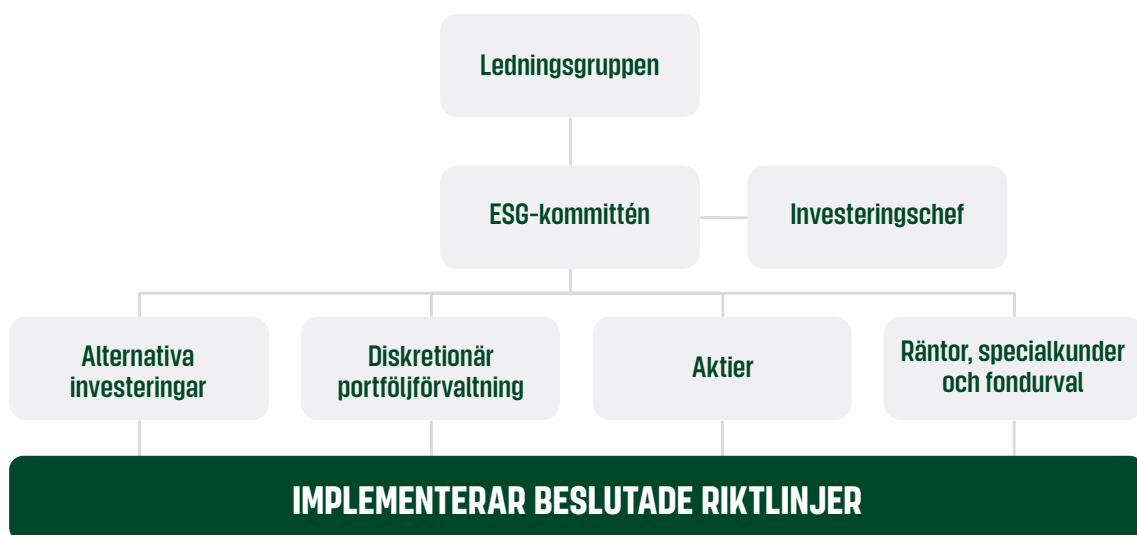 Ledningsgruppen
ESG-kommittén
Investeringschef
Alternativa
investeringar
Diskretionär
portföljförvaltning
Aktier
Räntor, specialkunder
och fondurval
IMPLEMENTERAR BESLUTADE RIKTLINJER